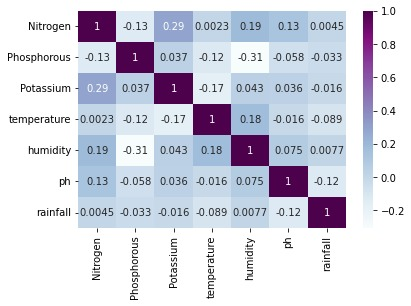 Nitrogen 1 -0.13 0.29 0.0023 0.19 0.13 0.0045
Phosphorous -0.13 1 0.037 -0.12 -0.31 -0.058 -0.033
Potassium 0.29 0.037 1 -0.17 0.043 0.036 -0.016
temperature 0.0023 -0.12 -0.17 1 0.18 -0.016 -0.089
humidity 0.19 -0.31 0.043 0.18 1 0.075 0.0077
ph 0.13 -0.058 0.036 -0.016 0.075 1 -0.12
rainfall 0.0045 -0.033 -0.016 -0.089 0.0077 -0.12 1
Nitrogen
Phosphorous
Potassium
temperature
humidity
ph
rainfall
1.0
0.8
0.6
0.4
0.2
0.0
-0.2